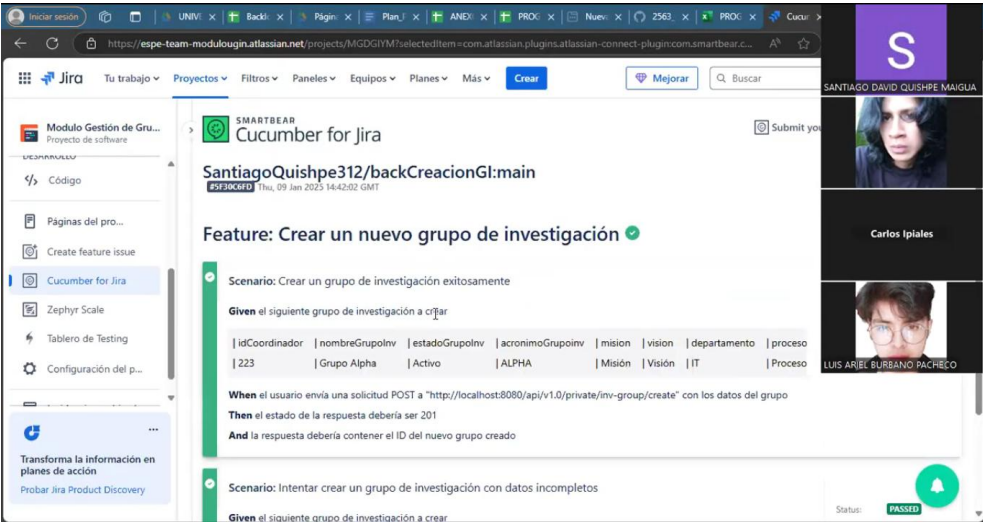 Iniciar sesión
UNIVE
Backlo
Página
Plan_F
ANEX
PROG
Nueva
2563_
PROG
Cucum
https://espe-team-modulougin.atlassian.net/projects/MGDGIYM?selectedItem=com.atlassian.plugins.atlassian-connect-plugin:com.smartbear.c...
Jira Tu trabajo Proyectos Filtros Paneles Equipos Planes Más Crear Mejorar Buscar
S
SANTIAGO DAVID QUISHPE MAIGUA
Modulo Gestión de Gru...
Proyecto de software
DESARROLLO
Código
Páginas del pro...
Create feature issue
Cucumber for Jira
Zephyr Scale
Tablero de Testing
Configuración del p...
Transforma la información en
planes de acción
Probar Jira Product Discovery
SMARTBEAR
Cucumber for Jira
Submit you
SantiagoQuishpe312/backCreacionGI:main
#5F30C6FD Thu, 09 Jan 2025 14:42:02 GMT
Feature: Crear un nuevo grupo de investigación
Scenario: Crear un grupo de investigación exitosamente
Given el siguiente grupo de investigación a crear
| idCoordinador | nombreGrupoInv | estadoGrupoInv | acronimoGrupoinv | mision | vision | departamento | proceso
| 223 | Grupo Alpha | Activo | ALPHA | Misión | Visión | IT | Proceso
When el usuario envía una solicitud POST a "http://localhost:8080/api/v1.0/private/inv-group/create" con los datos del grupo
Then el estado de la respuesta debería ser 201
And la respuesta debería contener el ID del nuevo grupo creado
Scenario: Intentar crear un grupo de investigación con datos incompletos
Given el siguiente grupo de investigación a crear
Status: PASSED
Carlos Ipiales
LUIS ARIEL BURBANO PACHECO